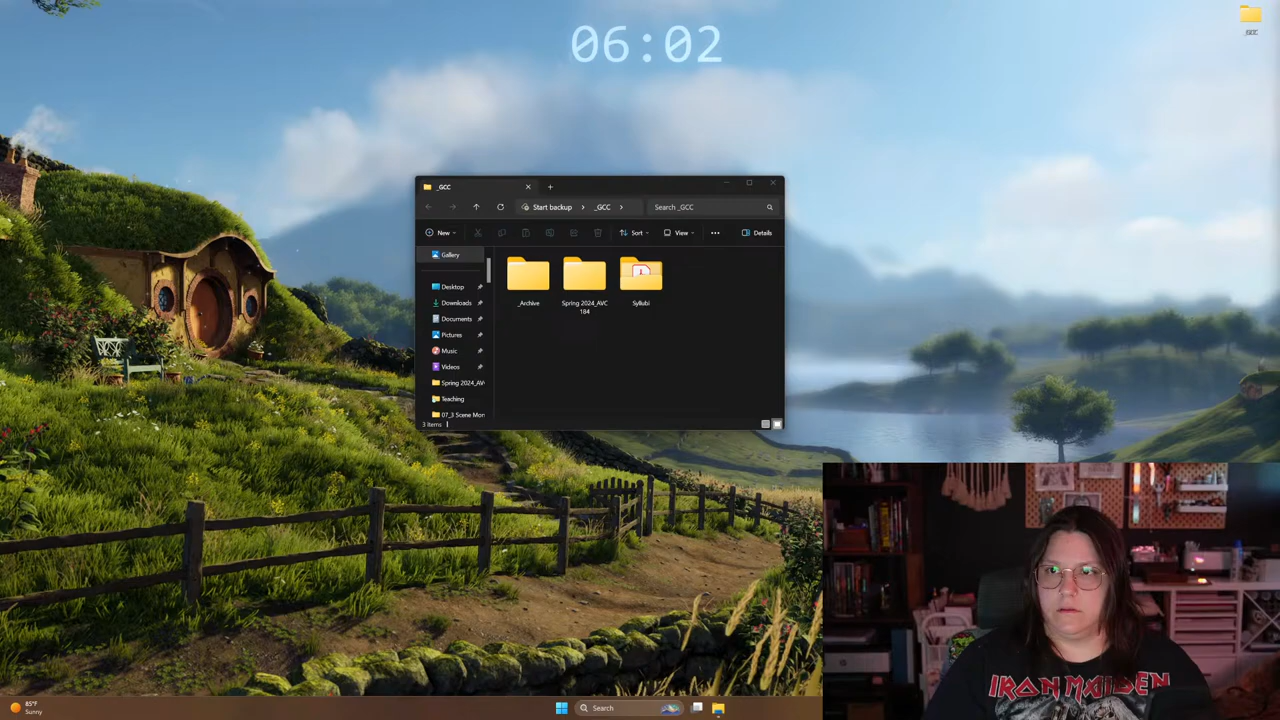 06:02
_GCC
_GCC
Start backup
_GCC
Search _GCC
New
Sort
View
Details
Gallery
Desktop
Downloads
Documents
Pictures
Music
Videos
Spring 2024_AV
Teaching
07_3 Scene Mon
_Archive
Spring 2024_AVC
184
Syllubi
3 items
IRON MAIDEN
85°F
Sunny
Search